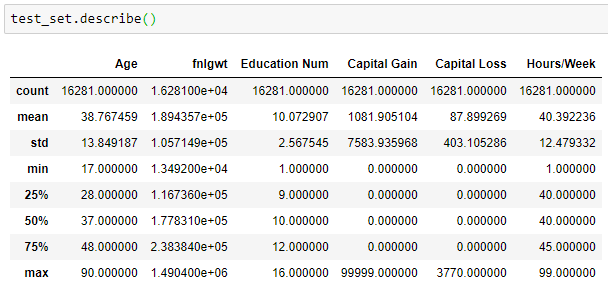 test_set.describe()
Age fnlgwt Education Num Capital Gain Capital Loss Hours/Week
count 16281.000000 1.628100e+04 16281.000000 16281.000000 16281.000000 16281.000000
mean 38.767459 1.894357e+05 10.072907 1081.905104 87.899269 40.392236
std 13.849187 1.057149e+05 2.567545 7583.935968 403.105286 12.479332
min 17.000000 1.349200e+04 1.000000 0.000000 0.000000 1.000000
25% 28.000000 1.167360e+05 9.000000 0.000000 0.000000 40.000000
50% 37.000000 1.778310e+05 10.000000 0.000000 0.000000 40.000000
75% 48.000000 2.383840e+05 12.000000 0.000000 0.000000 45.000000
max 90.000000 1.490400e+06 16.000000 99999.000000 3770.000000 99.000000